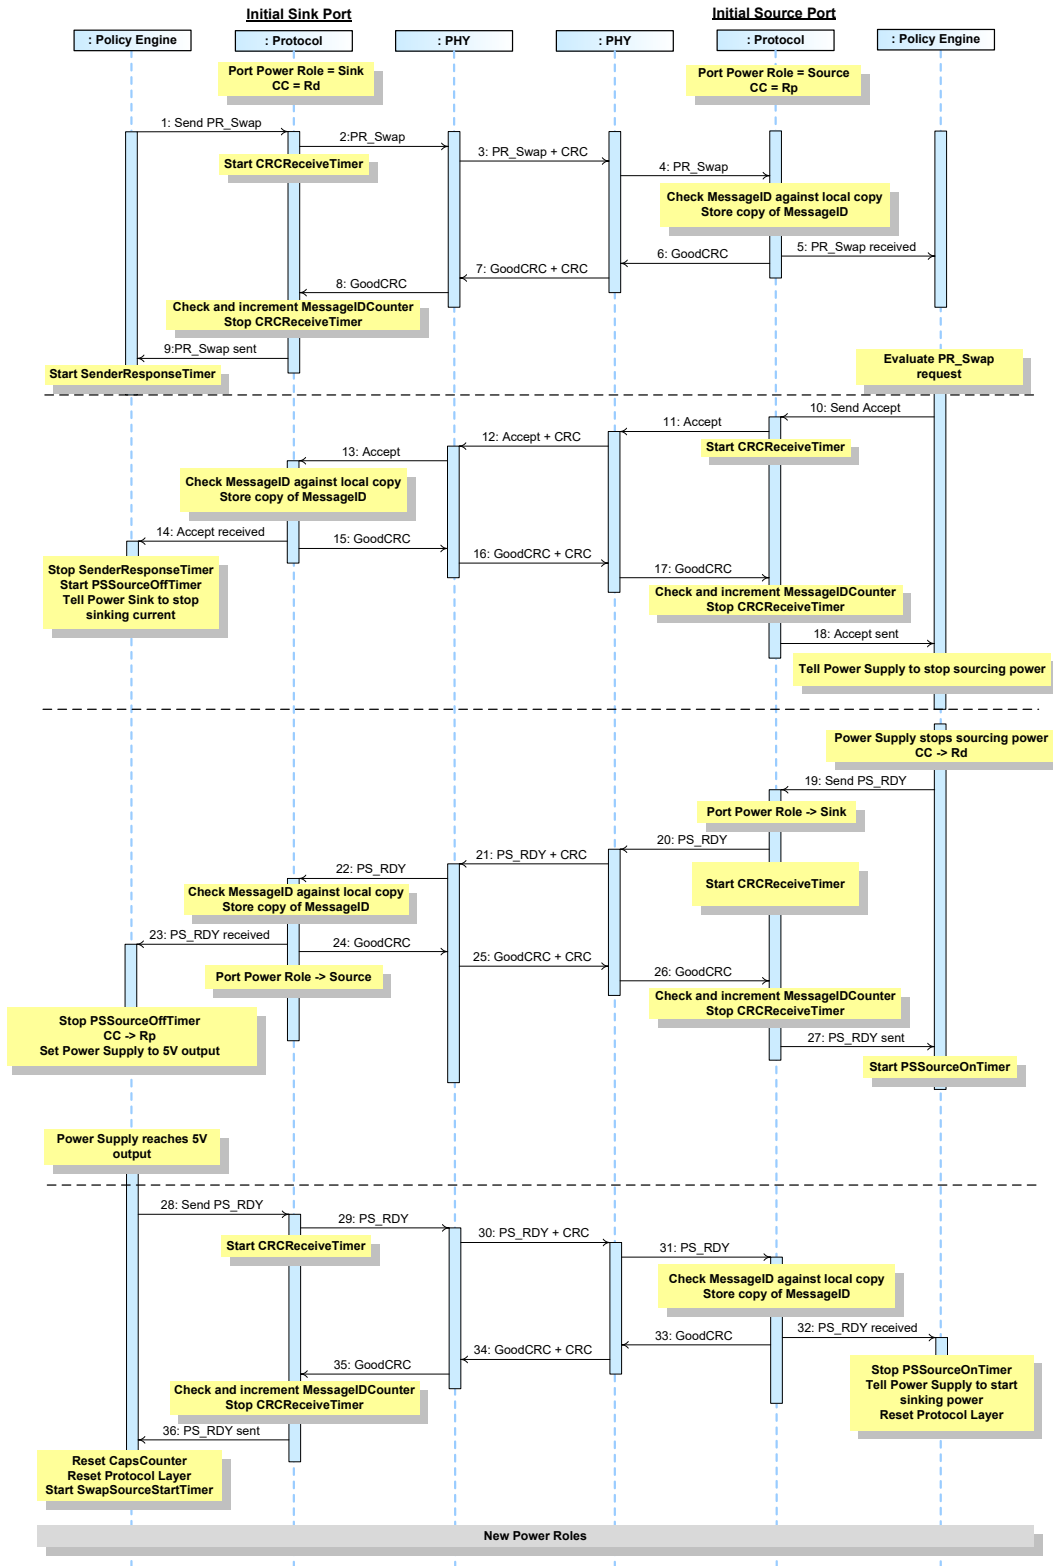 Initial Sink Port
Initial Source Port
: Policy Engine
: Protocol
: PHY
: PHY
: Protocol
: Policy Engine
Port Power Role = Sink
CC = Rd
Port Power Role = Source
CC = Rp
1: Send PR_Swap
2:PR_Swap
Start CRCReceiveTimer
3: PR_Swap + CRC
4: PR_Swap
Check MessageID against local copy
Store copy of MessageID
5: PR_Swap received
6: GoodCRC
7: GoodCRC + CRC
8: GoodCRC
Check and increment MessageIDCounter
Stop CRCReceiveTimer
9:PR_Swap sent
Start SenderResponseTimer
Evaluate PR_Swap
request
10: Send Accept
11: Accept
Start CRCReceiveTimer
12: Accept + CRC
13: Accept
Check MessageID against local copy
Store copy of MessageID
14: Accept received
15: GoodCRC
16: GoodCRC + CRC
17: GoodCRC
Stop SenderResponseTimer
Start PSSourceOffTimer
Tell Power Sink to stop
sinking current
Check and increment MessageIDCounter
Stop CRCReceiveTimer
18: Accept sent
Tell Power Supply to stop sourcing power
Power Supply stops sourcing power
CC -> Rd
19: Send PS_RDY
Port Power Role -> Sink
20: PS_RDY
21: PS_RDY + CRC
22: PS_RDY
Start CRCReceiveTimer
Check MessageID against local copy
Store copy of MessageID
23: PS_RDY received
24: GoodCRC
25: GoodCRC + CRC
26: GoodCRC
Port Power Role -> Source
Check and increment MessageIDCounter
Stop CRCReceiveTimer
Stop PSSourceOffTimer
CC -> Rp
Set Power Supply to 5V output
27: PS_RDY sent
Start PSSourceOnTimer
Power Supply reaches 5V
output
28: Send PS_RDY
29: PS_RDY
Start CRCReceiveTimer
30: PS_RDY + CRC
31: PS_RDY
Check MessageID against local copy
Store copy of MessageID
32: PS_RDY received
33: GoodCRC
34: GoodCRC + CRC
35: GoodCRC
Stop PSSourceOnTimer
Tell Power Supply to start
sinking power
Reset Protocol Layer
Check and increment MessageIDCounter
Stop CRCReceiveTimer
36: PS_RDY sent
Reset CapsCounter
Reset Protocol Layer
Start SwapSourceStartTimer
New Power Roles